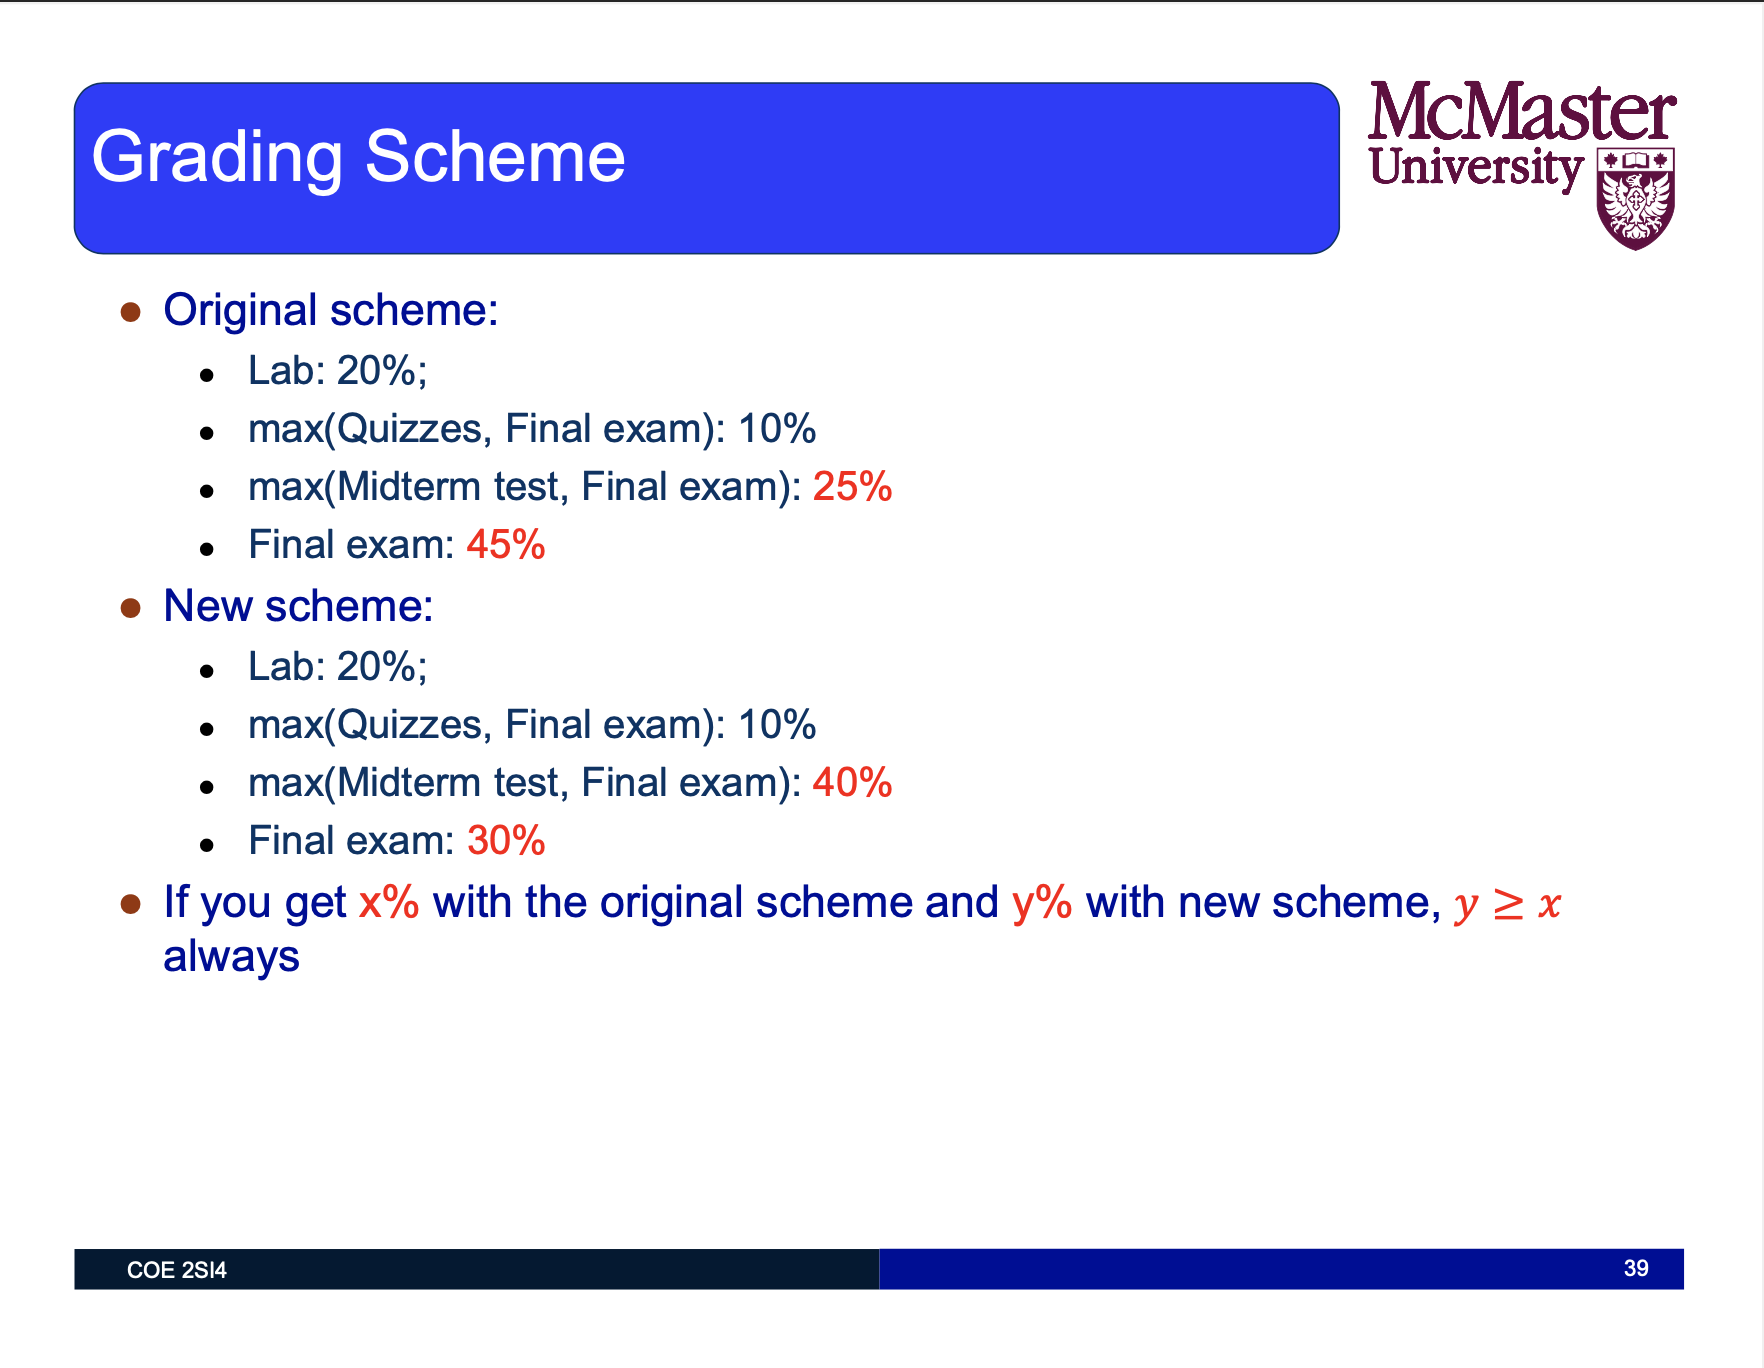 Grading Scheme
McMaster
University
Original scheme:
Lab: 20%;
max(Quizzes, Final exam): 10%
max(Midterm test, Final exam): 25%
Final exam: 45%
New scheme:
Lab: 20%;
max(Quizzes, Final exam): 10%
max(Midterm test, Final exam): 40%
Final exam: 30%
If you get x% with the original scheme and y% with new scheme, y ≥ x
always
COE 2SI4
39